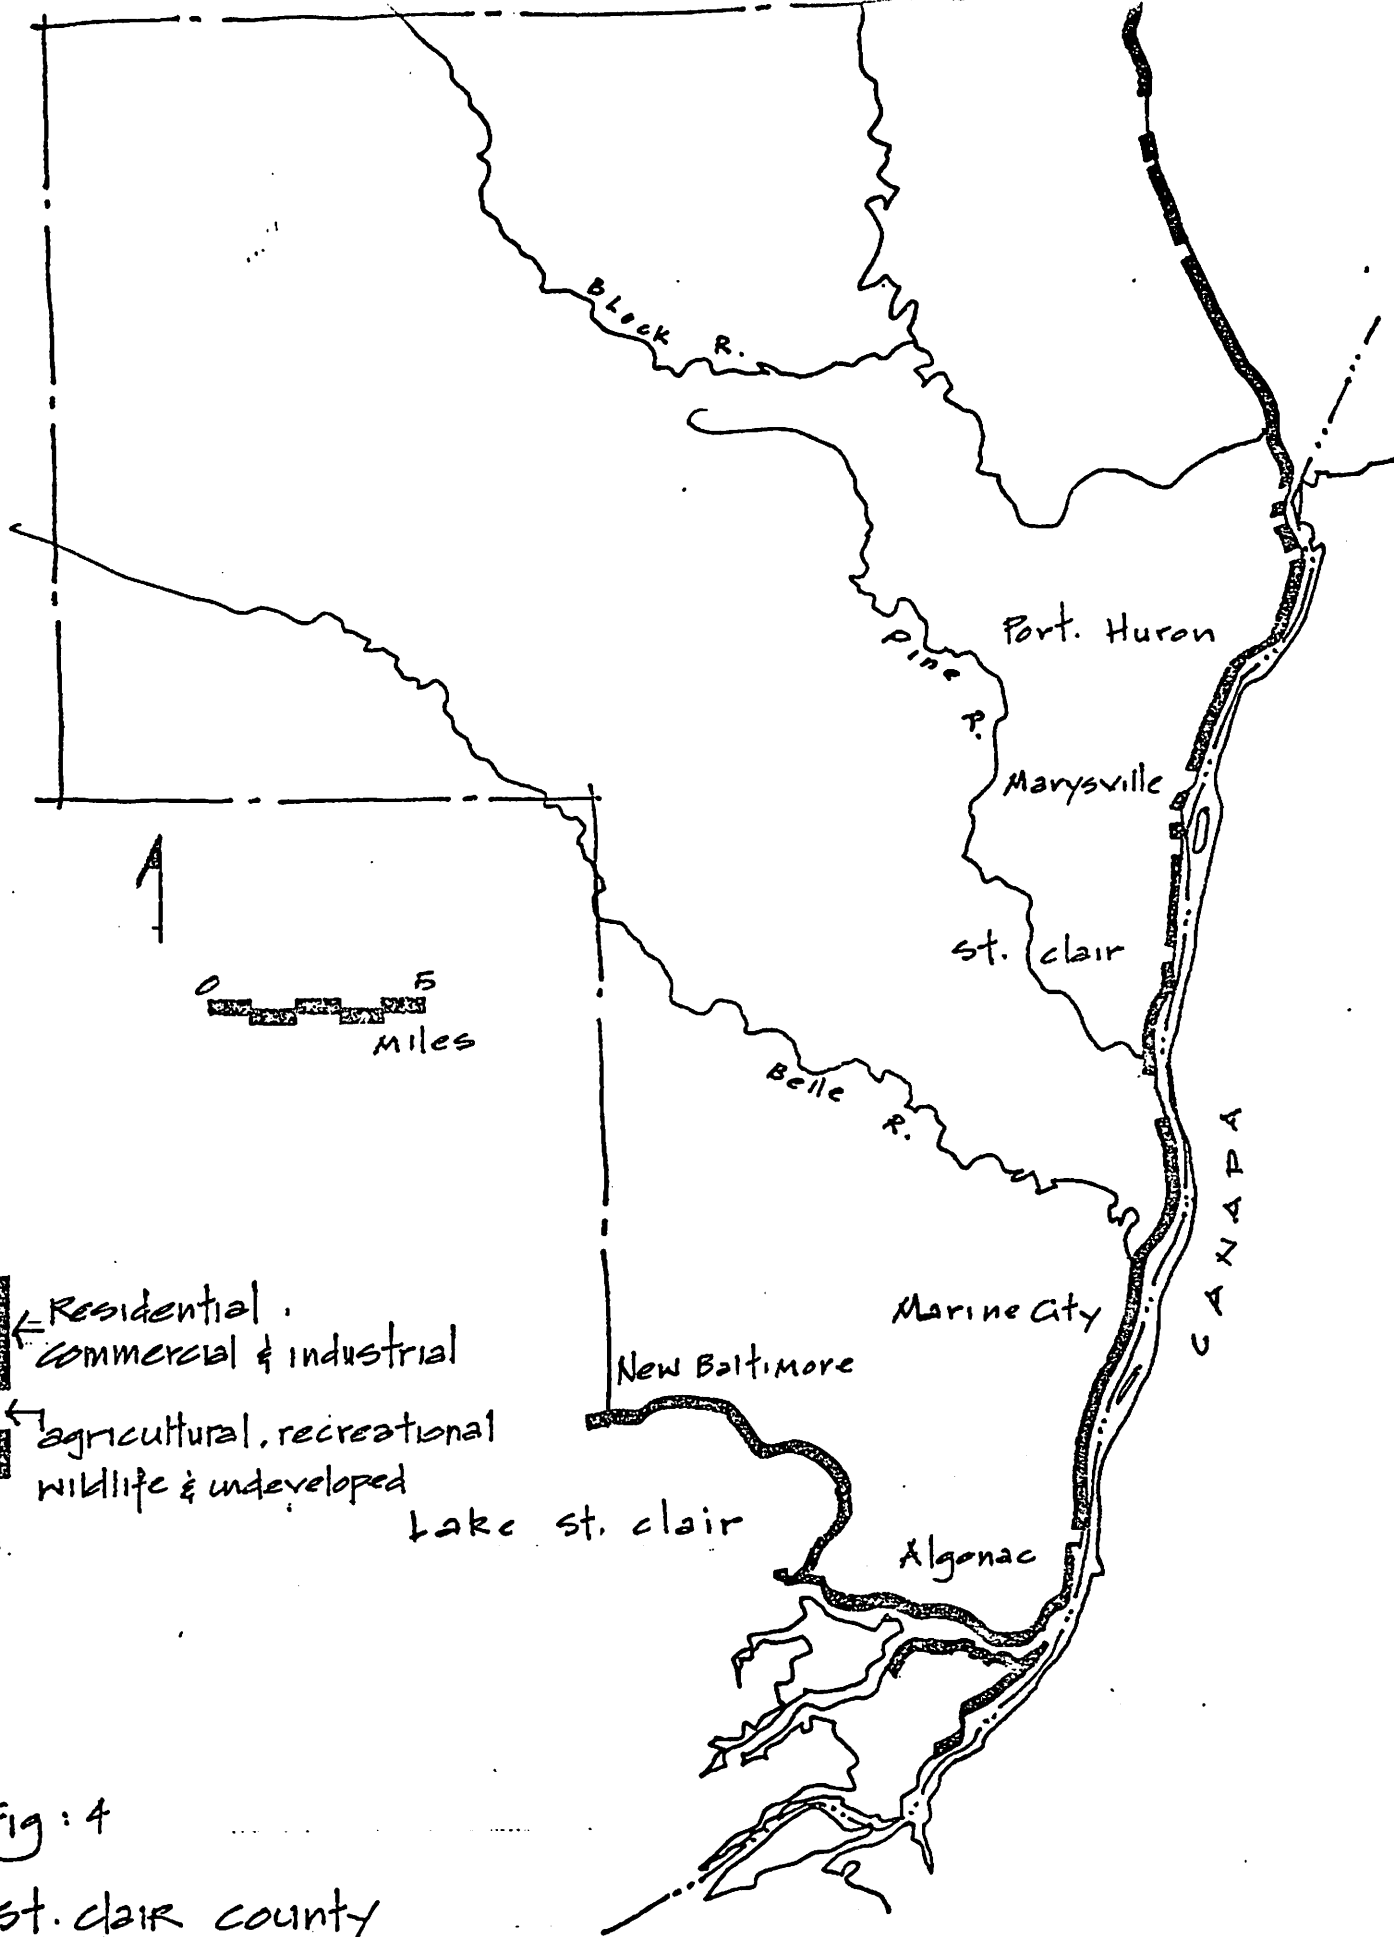 BLack R.
Port. Huron
Pine R.
Marysville
St. Clair
0 5
Miles
Belle R.
CANADA
Residential.
commercial & industrial
Marine City
New Baltimore
agricultural, recreational
wildlife & undeveloped
Lake St. Clair
Algonac
Fig : 4
St. Clair County